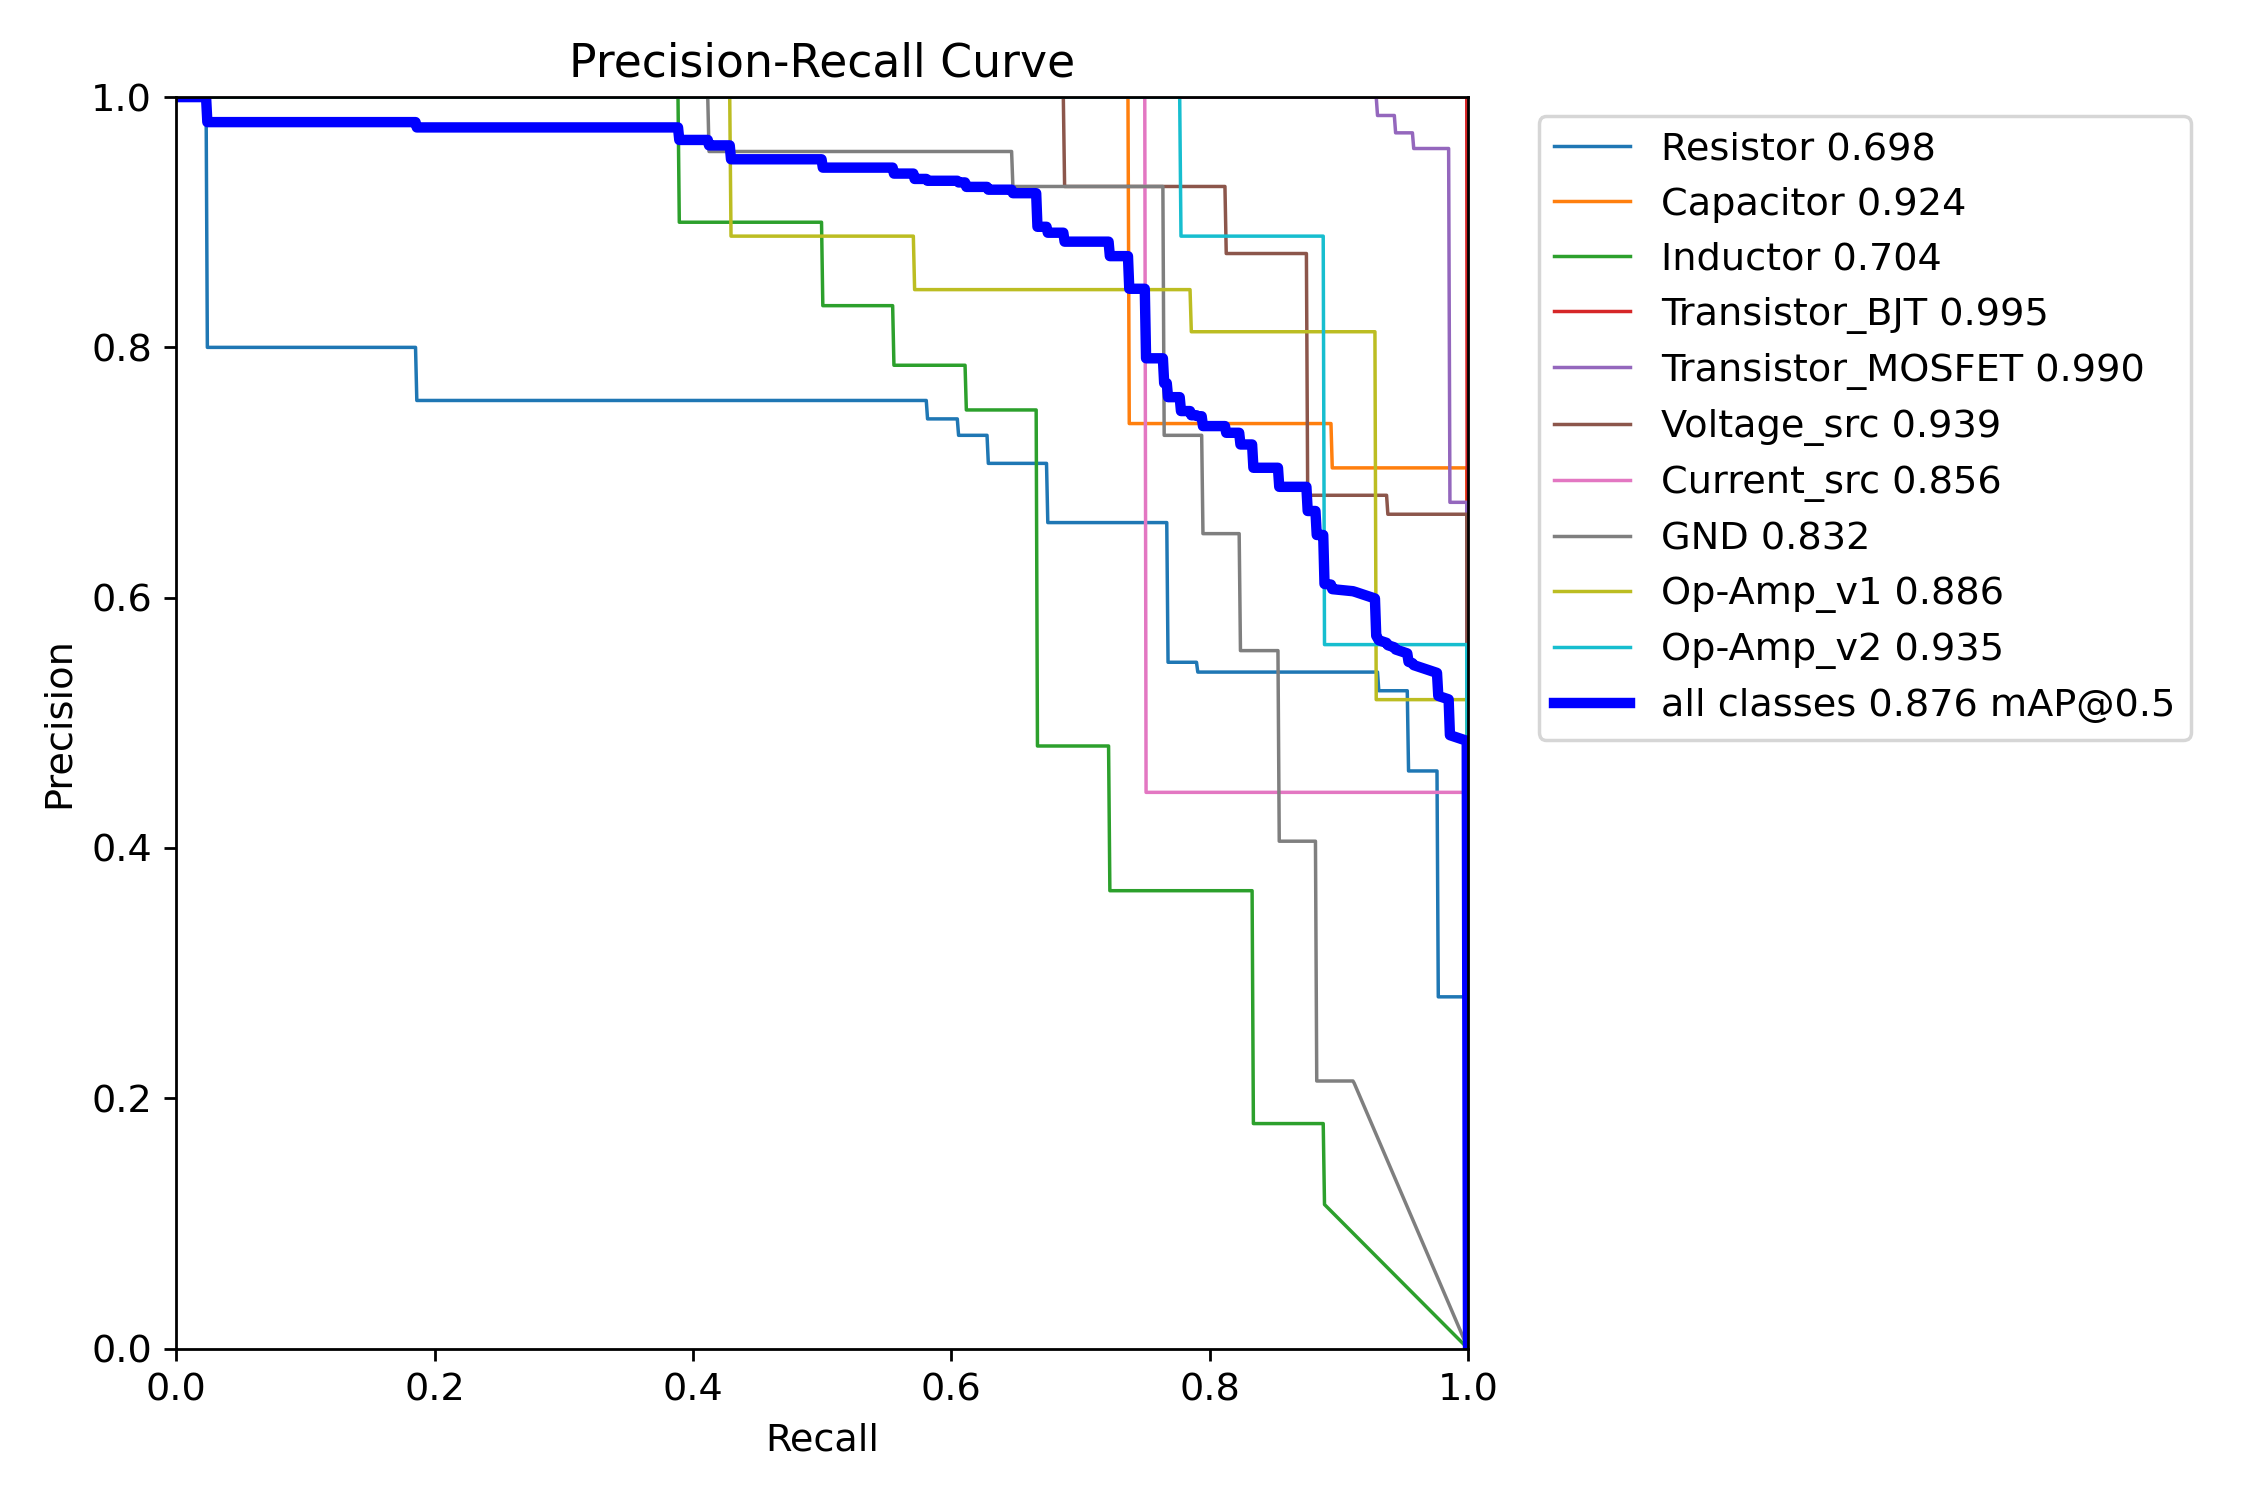 Precision-Recall Curve
1.0
0.8
0.6
0.4
0.2
0.0
Precision
0.0 0.2 0.4 0.6 0.8 1.0
Recall
Resistor 0.698
Capacitor 0.924
Inductor 0.704
Transistor_BJT 0.995
Transistor_MOSFET 0.990
Voltage_src 0.939
Current_src 0.856
GND 0.832
Op-Amp_v1 0.886
Op-Amp_v2 0.935
all classes 0.876 mAP@0.5